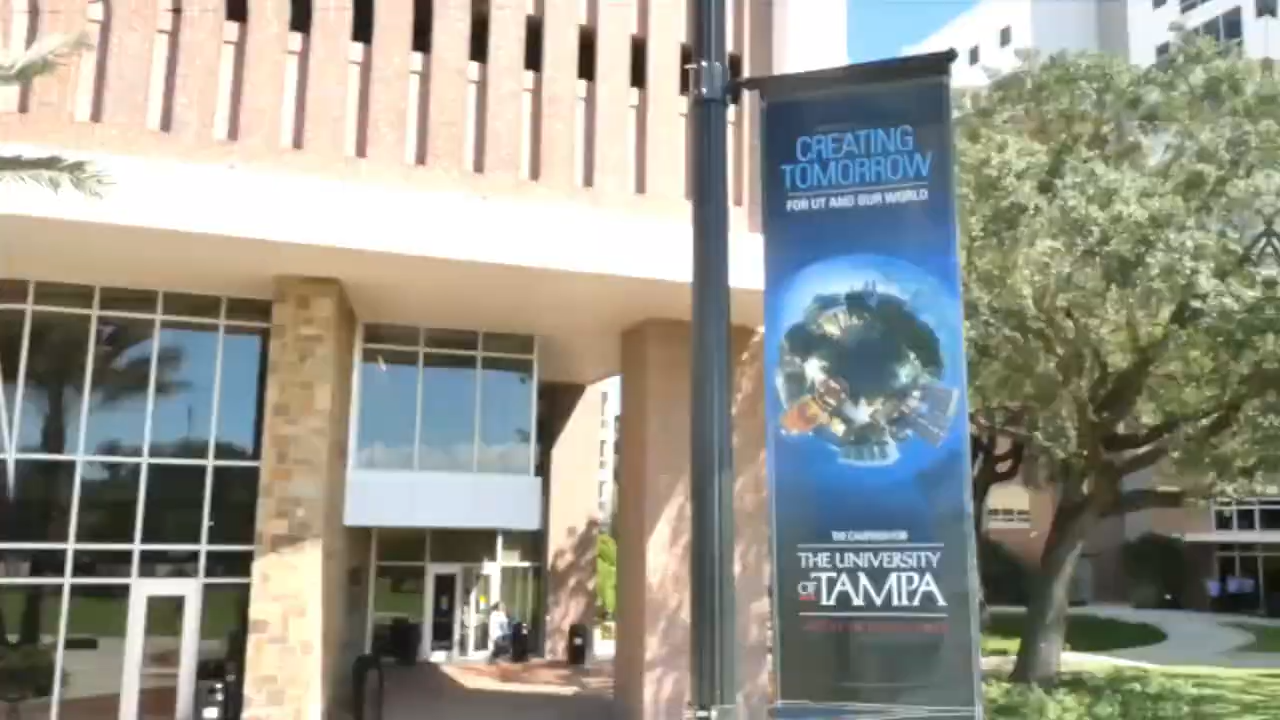 CREATING
TOMORROW
FOR UT AND OUR WORLD
THE CAMPAIGN FOR
THE UNIVERSITY
OF TAMPA